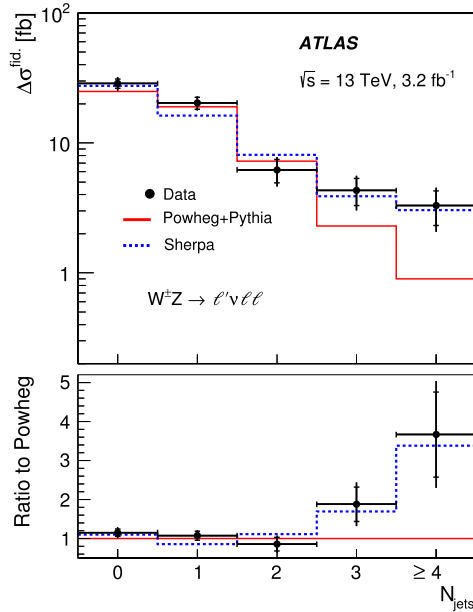 Δσ^fid. [fb]
10²
ATLAS
√s = 13 TeV, 3.2 fb⁻¹
10
Data
Powheg+Pythia
Sherpa
1
W±Z → ℓ′νℓℓ
Ratio to Powheg
5
4
3
2
1
0 1 2 3 ≥ 4
N_jets